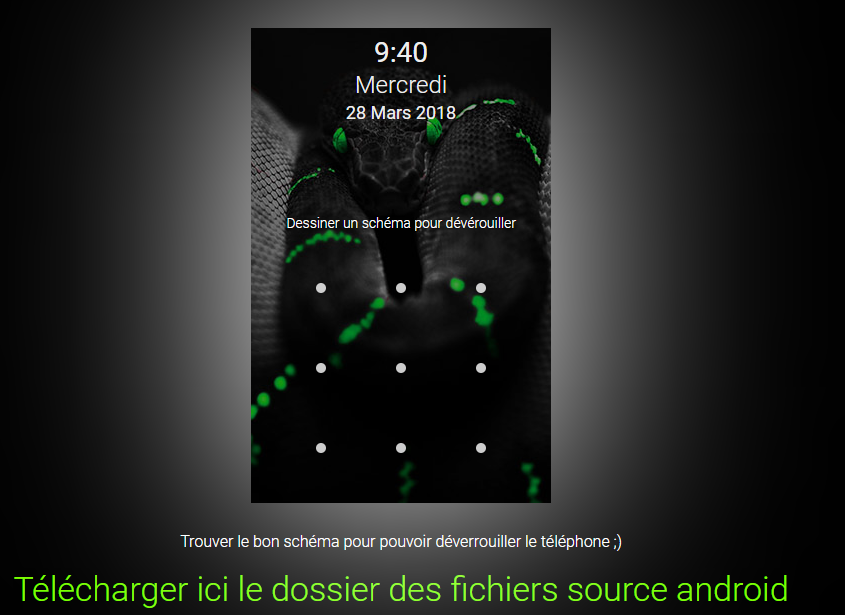 9:40
Mercredi
28 Mars 2018
Dessiner un schéma pour dévérouiller
Trouver le bon schéma pour pouvoir déverrouiller le téléphone ;)
Télécharger ici le dossier des fichiers source android